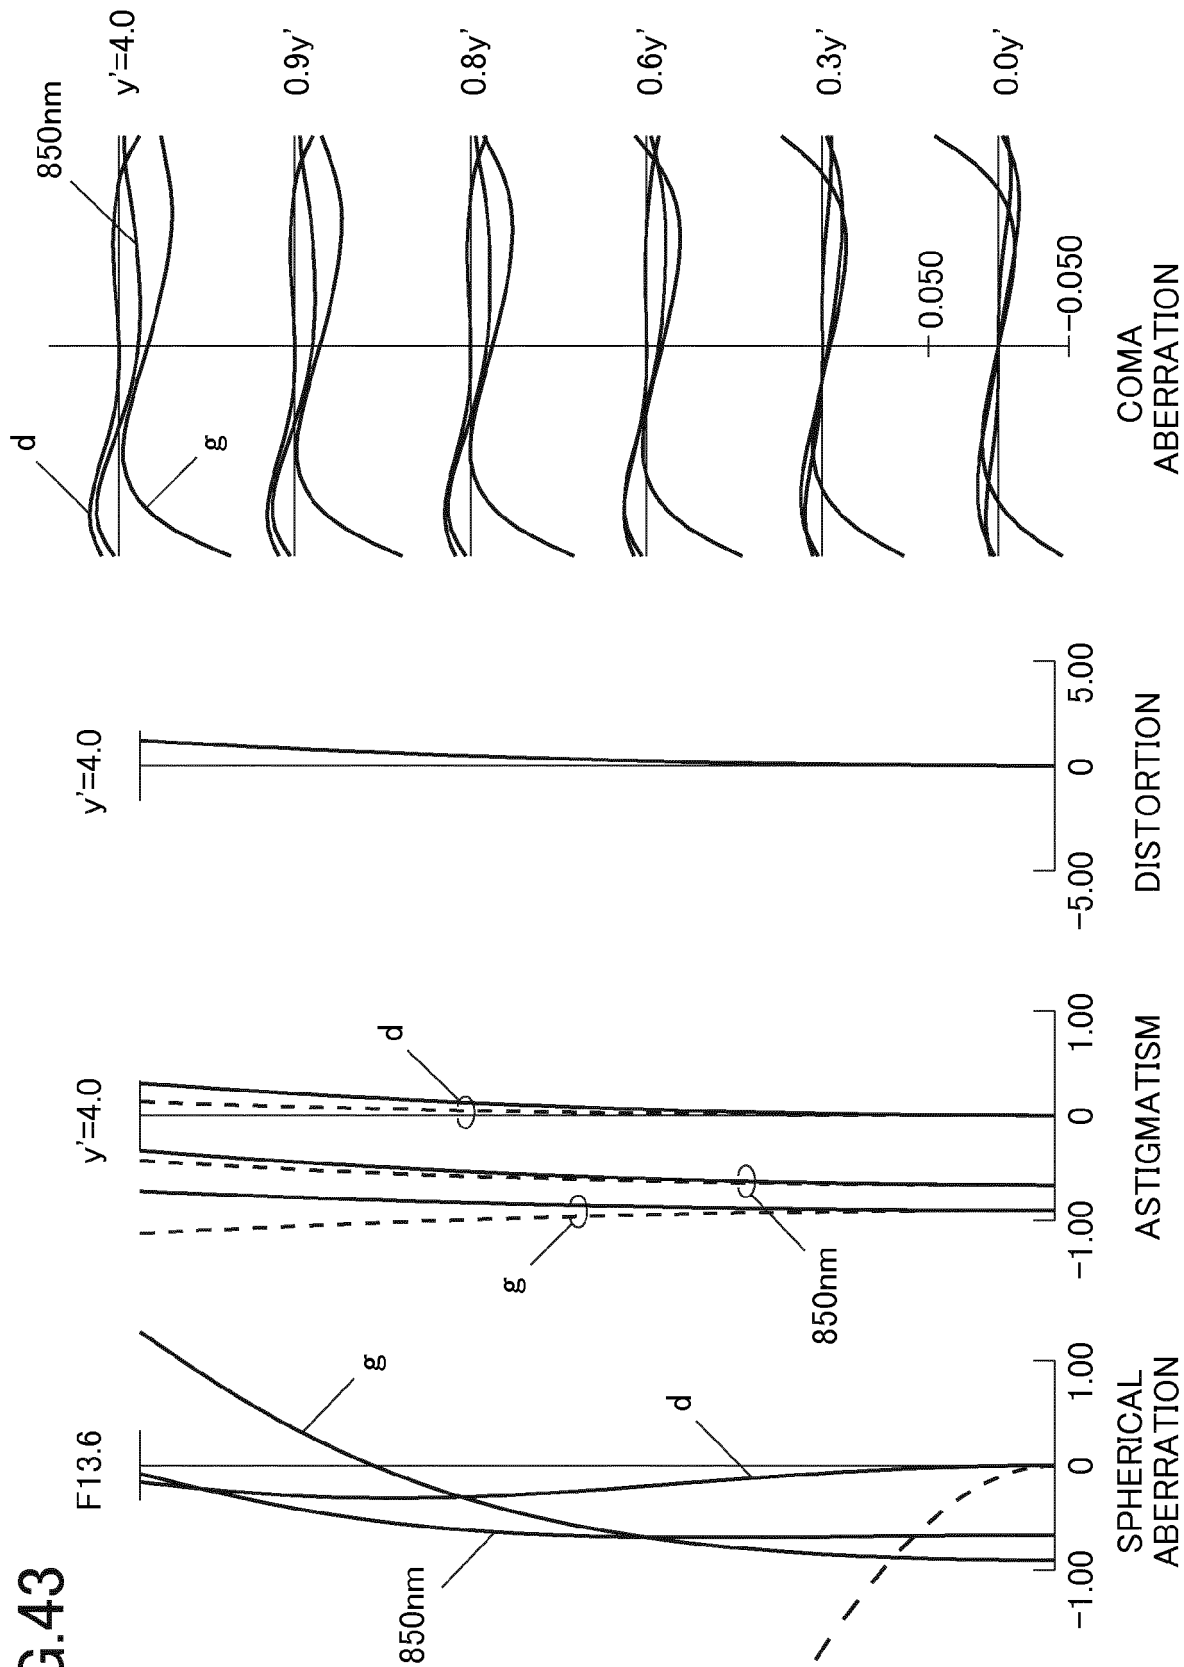 G.43
F13.6
g
d
850nm
-1.00
0
1.00
SPHERICAL
ABERRATION
y'=4.0
d
g
850nm
-1.00
0
1.00
ASTIGMATISM
y'=4.0
-5.00
0
5.00
DISTORTION
d
850nm
g
y'=4.0
0.9y'
0.8y'
0.6y'
0.3y'
0.0y'
0.050
-0.050
COMA
ABERRATION